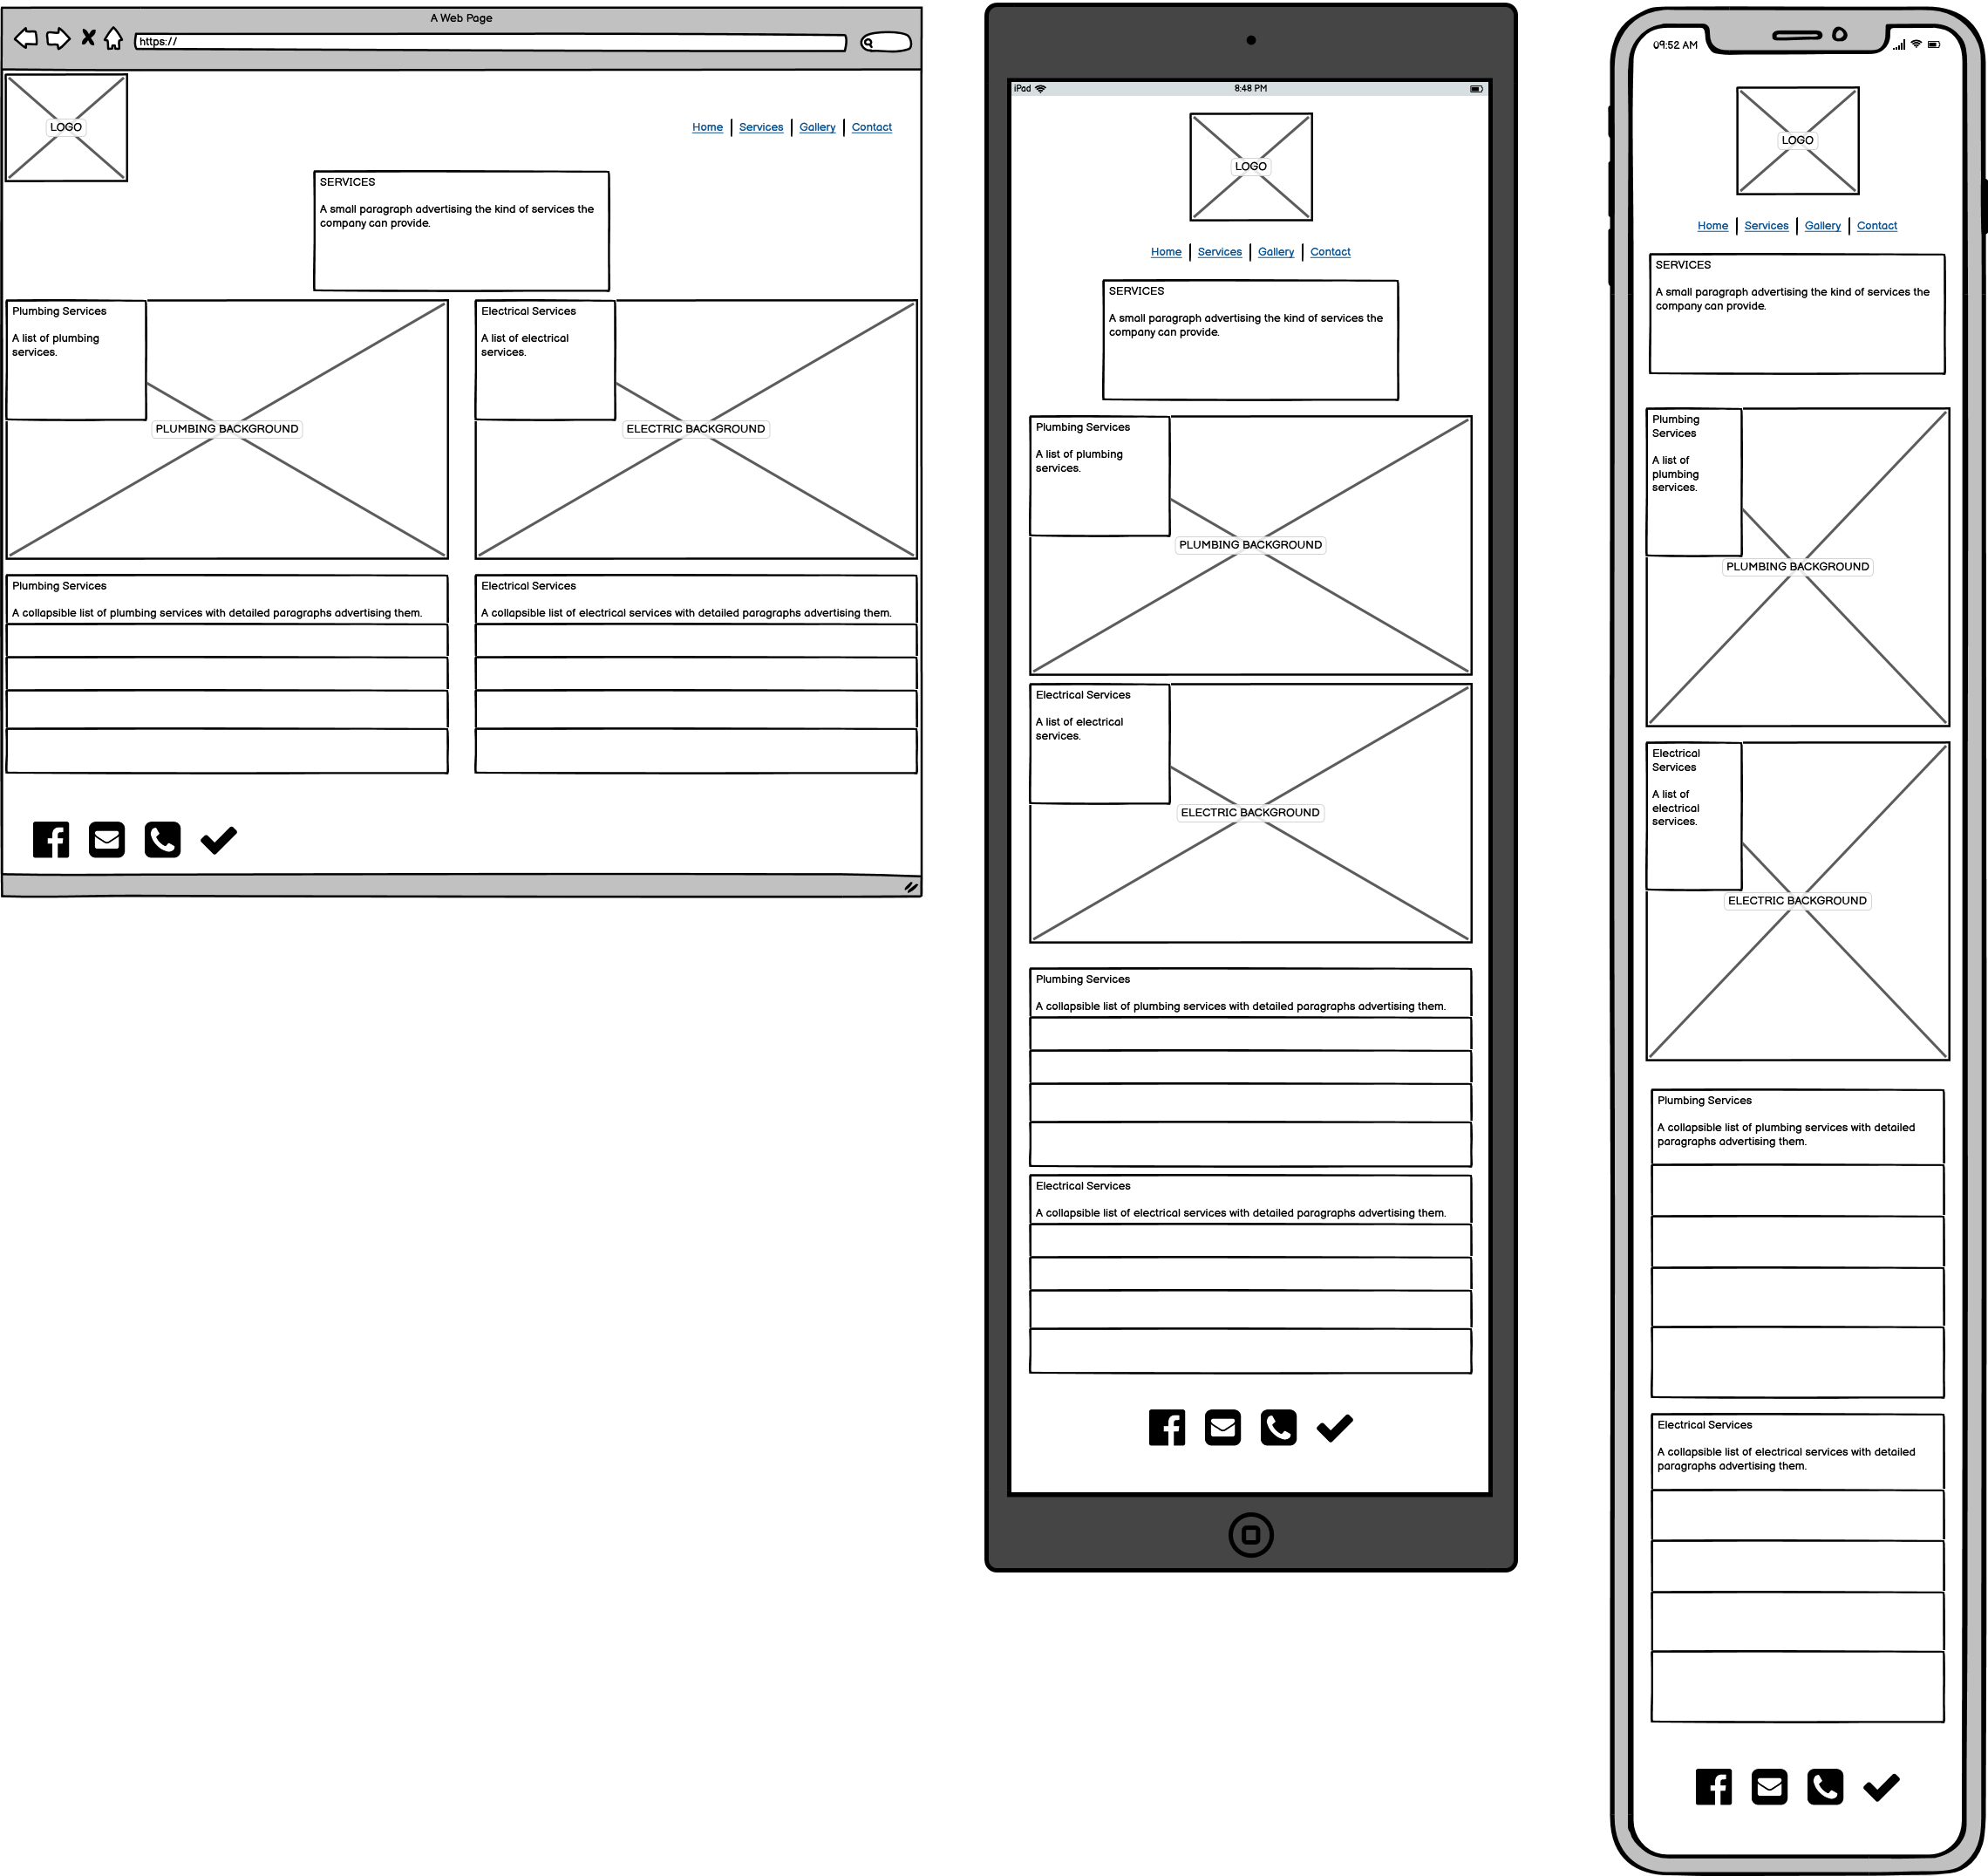 A Web Page
https://
LOGO
Home
Services
Gallery
Contact
SERVICES
A small paragraph advertising the kind of services the
company can provide.
Plumbing Services
A list of plumbing
services.
PLUMBING BACKGROUND
Electrical Services
A list of electrical
services.
ELECTRIC BACKGROUND
Plumbing Services
A collapsible list of plumbing services with detailed paragraphs advertising them.
Electrical Services
A collapsible list of electrical services with detailed paragraphs advertising them.
iPad
8:48 PM
LOGO
Home
Services
Gallery
Contact
SERVICES
A small paragraph advertising the kind of services the
company can provide.
Plumbing Services
A list of plumbing
services.
PLUMBING BACKGROUND
Electrical Services
A list of electrical
services.
ELECTRIC BACKGROUND
Plumbing Services
A collapsible list of plumbing services with detailed paragraphs advertising them.
Electrical Services
A collapsible list of electrical services with detailed paragraphs advertising them.
09:52 AM
LOGO
Home
Services
Gallery
Contact
SERVICES
A small paragraph advertising the kind of services the
company can provide.
Plumbing
Services
A list of
plumbing
services.
PLUMBING BACKGROUND
Electrical
Services
A list of
electrical
services.
ELECTRIC BACKGROUND
Plumbing Services
A collapsible list of plumbing services with detailed
paragraphs advertising them.
Electrical Services
A collapsible list of electrical services with detailed
paragraphs advertising them.